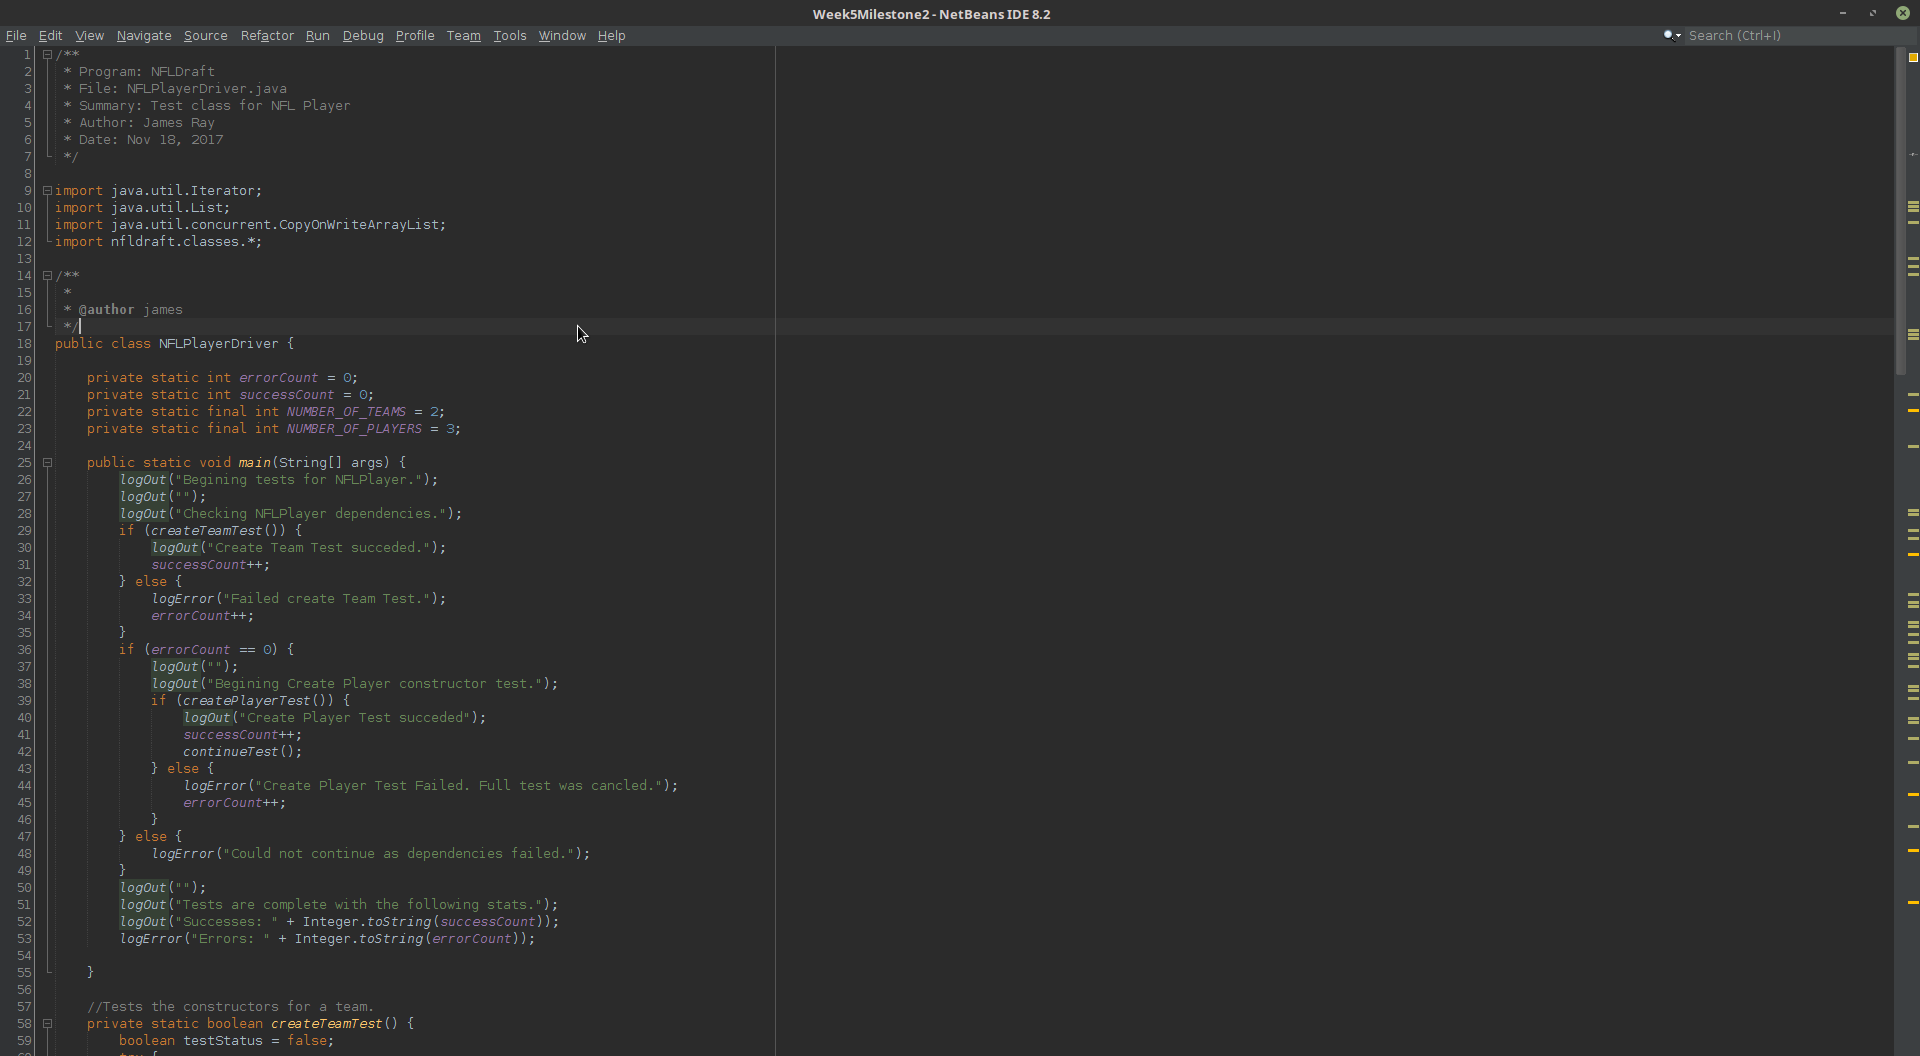 Week5Milestone2 - NetBeans IDE 8.2
File Edit View Navigate Source Refactor Run Debug Profile Team Tools Window Help Search (Ctrl+I)
1 /**
2  * Program: NFLDraft
3  * File: NFLPlayerDriver.java
4  * Summary: Test class for NFL Player
5  * Author: James Ray
6  * Date: Nov 18, 2017
7  */
8
9 import java.util.Iterator;
10 import java.util.List;
11 import java.util.concurrent.CopyOnWriteArrayList;
12 import nfldraft.classes.*;
13
14 /**
15  *
16  * @author james
17  */
18 public class NFLPlayerDriver {
19
20     private static int errorCount = 0;
21     private static int successCount = 0;
22     private static final int NUMBER_OF_TEAMS = 2;
23     private static final int NUMBER_OF_PLAYERS = 3;
24
25     public static void main(String[] args) {
26         logOut("Begining tests for NFLPlayer.");
27         logOut("");
28         logOut("Checking NFLPlayer dependencies.");
29         if (createTeamTest()) {
30             logOut("Create Team Test succeded.");
31             successCount++;
32         } else {
33             logError("Failed create Team Test.");
34             errorCount++;
35         }
36         if (errorCount == 0) {
37             logOut("");
38             logOut("Begining Create Player constructor test.");
39             if (createPlayerTest()) {
40                 logOut("Create Player Test succeded");
41                 successCount++;
42                 continueTest();
43             } else {
44                 logError("Create Player Test Failed. Full test was cancled.");
45                 errorCount++;
46             }
47         } else {
48             logError("Could not continue as dependencies failed.");
49         }
50         logOut("");
51         logOut("Tests are complete with the following stats.");
52         logOut("Successes: " + Integer.toString(successCount));
53         logError("Errors: " + Integer.toString(errorCount));
54
55     }
56
57     //Tests the constructors for a team.
58     private static boolean createTeamTest() {
59         boolean testStatus = false;
60         try {